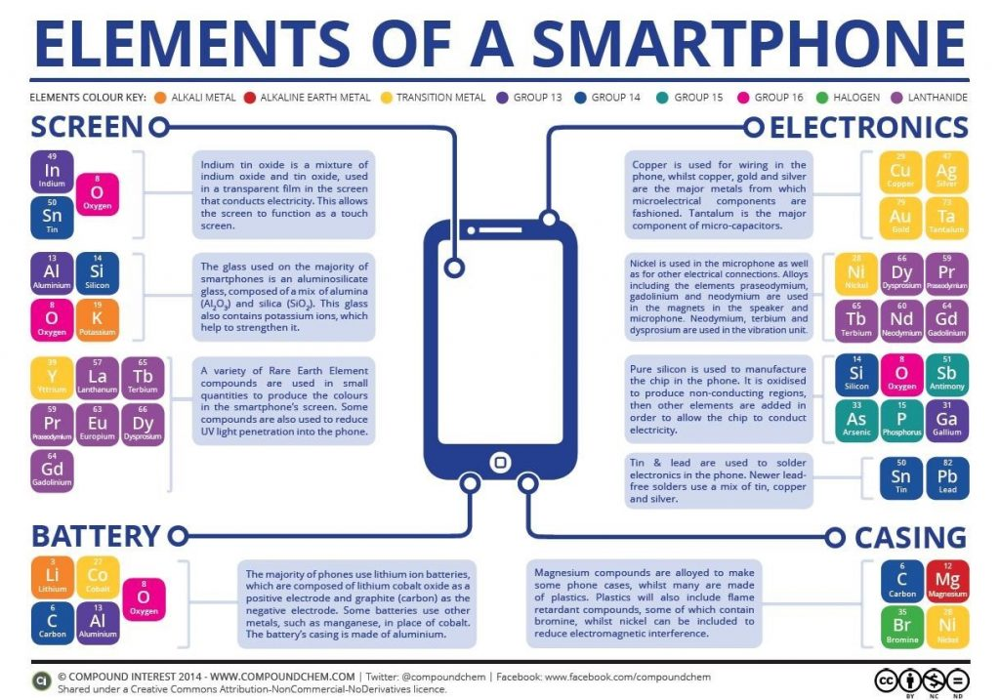 ELEMENTS OF A SMARTPHONE
ELEMENTS COLOUR KEY: ALKALI METAL ALKALINE EARTH METAL TRANSITION METAL GROUP 13 GROUP 14 GROUP 15 GROUP 16 HALOGEN LANTHANIDE
SCREEN
49
In
Indium
8
O
Oxygen
50
Sn
Tin
Indium tin oxide is a mixture of
indium oxide and tin oxide, used
in a transparent film in the screen
that conducts electricity. This allows
the screen to function as a touch
screen.
13
Al
Aluminium
14
Si
Silicon
8
O
Oxygen
19
K
Potassium
The glass used on the majority of
smartphones is an aluminosilicate
glass, composed of a mix of alumina
(Al₂O₃) and silica (SiO₂). This glass
also contains potassium ions, which
help to strengthen it.
39
Y
Yttrium
57
La
Lanthanum
65
Tb
Terbium
59
Pr
Praseodymium
63
Eu
Europium
66
Dy
Dysprosium
64
Gd
Gadolinium
A variety of Rare Earth Element
compounds are used in small
quantities to produce the colours
in the smartphone's screen. Some
compounds are also used to reduce
UV light penetration into the phone.
ELECTRONICS
Copper is used for wiring in the
phone, whilst copper, gold and silver
are the major metals from which
microelectrical components are
fashioned. Tantalum is the major
component of micro-capacitors.
29
Cu
Copper
47
Ag
Silver
79
Au
Gold
73
Ta
Tantalum
Nickel is used in the microphone as well
as for other electrical connections. Alloys
including the elements praseodymium,
gadolinium and neodymium are used
in the magnets in the speaker and
microphone. Neodymium, terbium and
dysprosium are used in the vibration unit.
28
Ni
Nickel
66
Dy
Dysprosium
59
Pr
Praseodymium
65
Tb
Terbium
60
Nd
Neodymium
64
Gd
Gadolinium
Pure silicon is used to manufacture
the chip in the phone. It is oxidised
to produce non-conducting regions,
then other elements are added in
order to allow the chip to conduct
electricity.
14
Si
Silicon
8
O
Oxygen
51
Sb
Antimony
33
As
Arsenic
15
P
Phosphorus
31
Ga
Gallium
Tin & lead are used to solder
electronics in the phone. Newer lead-
free solders use a mix of tin, copper
and silver.
50
Sn
Tin
82
Pb
Lead
BATTERY
3
Li
Lithium
27
Co
Cobalt
8
O
Oxygen
6
C
Carbon
13
Al
Aluminium
The majority of phones use lithium ion batteries,
which are composed of lithium cobalt oxide as a
positive electrode and graphite (carbon) as the
negative electrode. Some batteries use other
metals, such as manganese, in place of cobalt.
The battery's casing is made of aluminium.
CASING
Magnesium compounds are alloyed to make
some phone cases, whilst many are made
of plastics. Plastics will also include flame
retardant compounds, some of which contain
bromine, whilst nickel can be included to
reduce electromagnetic interference.
6
C
Carbon
12
Mg
Magnesium
35
Br
Bromine
28
Ni
Nickel
Ci
© COMPOUND INTEREST 2014 - WWW.COMPOUNDCHEM.COM | Twitter: @compoundchem | Facebook: www.facebook.com/compoundchem
Shared under a Creative Commons Attribution-NonCommercial-NoDerivatives licence.
cc
BY NC ND